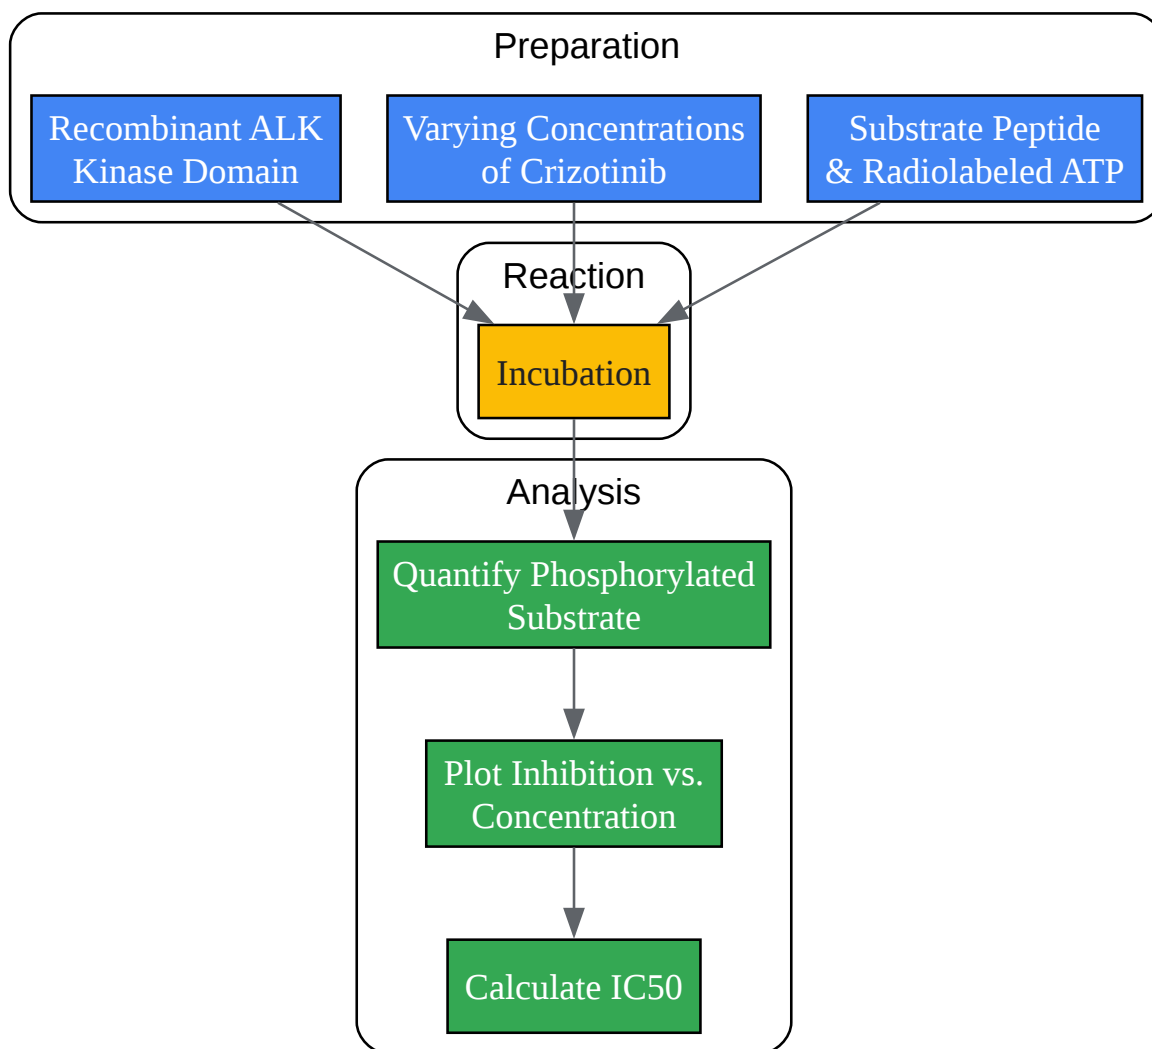 Preparation
Recombinant ALK
Kinase Domain
Varying Concentrations
of Crizotinib
Substrate Peptide
& Radiolabeled ATP
Reaction
Incubation
Analysis
Quantify Phosphorylated
Substrate
Plot Inhibition vs.
Concentration
Calculate IC50